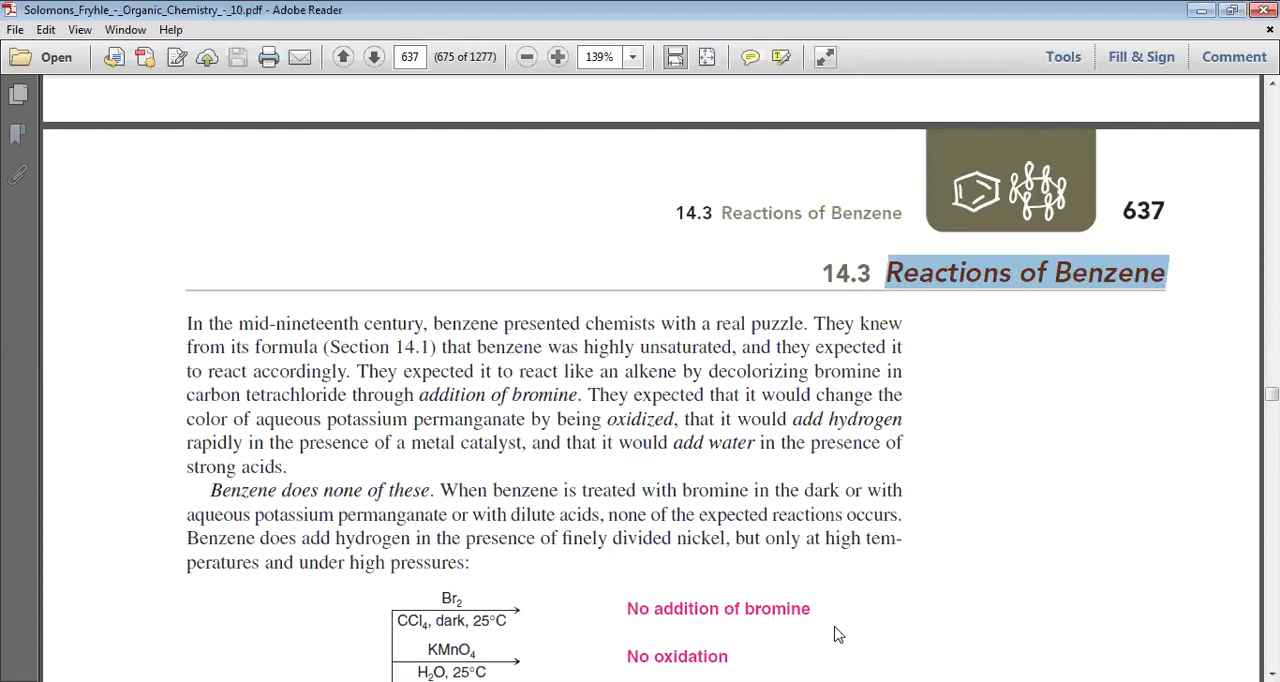 Solomons_Fryhle_-_Organic_Chemistry_-_10.pdf - Adobe Reader
File Edit View Window Help
Open 637 (675 of 1277) 139% Tools Fill & Sign Comment
14.3 Reactions of Benzene 637
14.3 Reactions of Benzene
In the mid-nineteenth century, benzene presented chemists with a real puzzle. They knew
from its formula (Section 14.1) that benzene was highly unsaturated, and they expected it
to react accordingly. They expected it to react like an alkene by decolorizing bromine in
carbon tetrachloride through addition of bromine. They expected that it would change the
color of aqueous potassium permanganate by being oxidized, that it would add hydrogen
rapidly in the presence of a metal catalyst, and that it would add water in the presence of
strong acids.
Benzene does none of these. When benzene is treated with bromine in the dark or with
aqueous potassium permanganate or with dilute acids, none of the expected reactions occurs.
Benzene does add hydrogen in the presence of finely divided nickel, but only at high tem-
peratures and under high pressures:
Br₂
CCl₄, dark, 25°C
No addition of bromine
KMnO₄
H₂O, 25°C
No oxidation